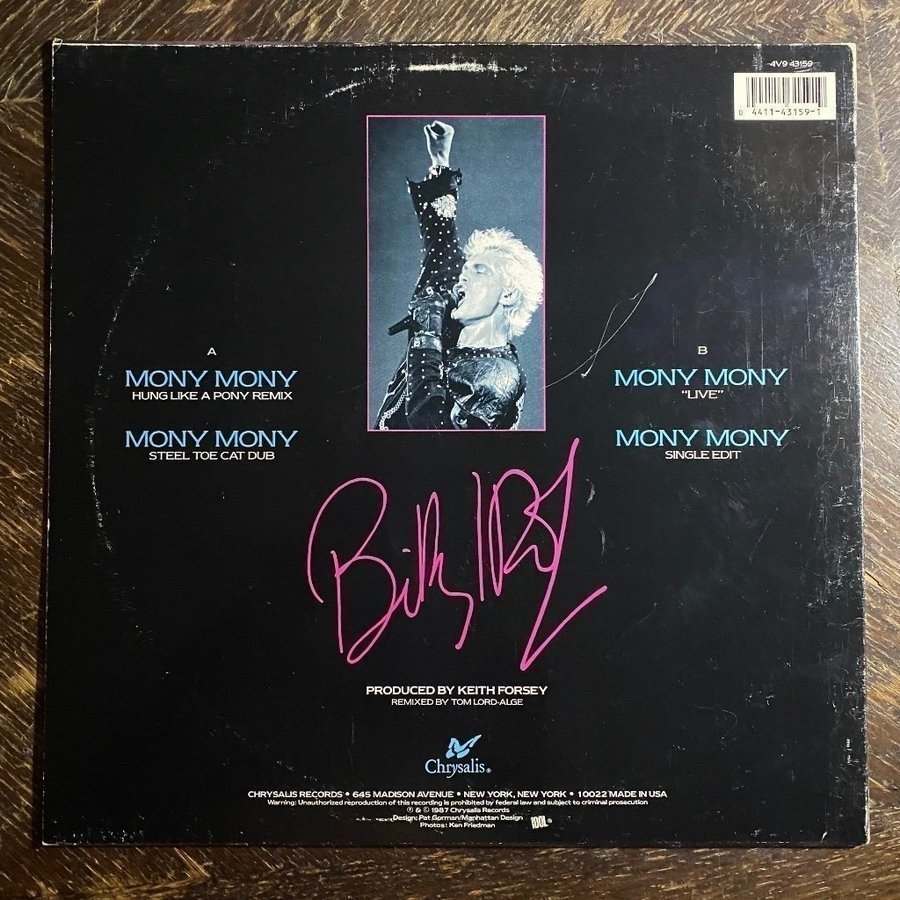 4V9 43159
0 4411-43159-1
A
MONY MONY
HUNG LIKE A PONY REMIX
MONY MONY
STEEL TOE CAT DUB
B
MONY MONY
"LIVE"
MONY MONY
SINGLE EDIT
Billy Idol
PRODUCED BY KEITH FORSEY
REMIXED BY TOM LORD-ALGE
Chrysalis®
CHRYSALIS RECORDS • 645 MADISON AVENUE • NEW YORK, NEW YORK • 10022 MADE IN USA
Warning: Unauthorized reproduction of this recording is prohibited by federal law and subject to criminal prosecution
℗ & © 1987 Chrysalis Records
Design: Pat Gorman/Manhattan Design
Photos: Ken Friedman
IDOL